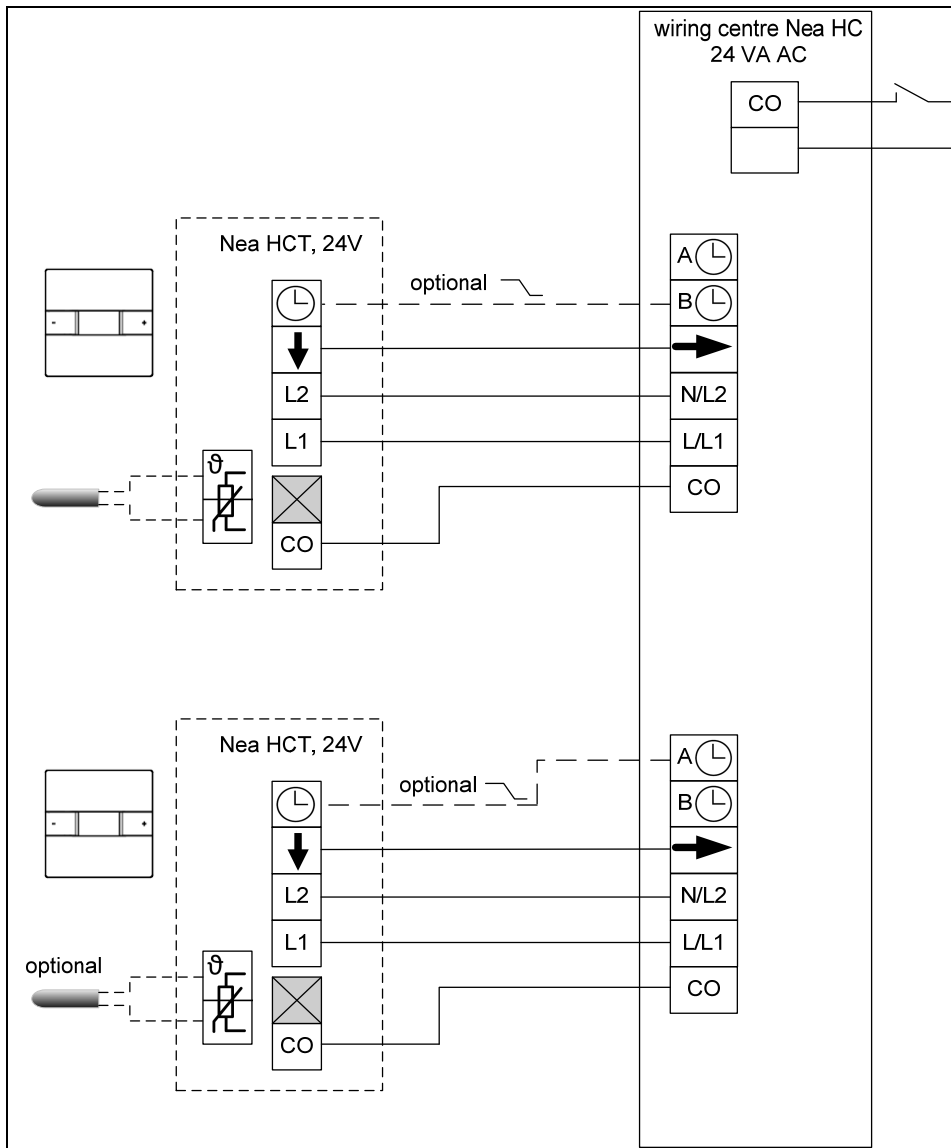 wiring centre Nea HC
24 VA AC
CO
Nea HCT, 24V
optional
A
B
L2
N/L2
L1
L/L1
ϑ
CO
CO
- +
Nea HCT, 24V
optional
A
B
L2
N/L2
L1
L/L1
optional
ϑ
CO
CO
- +